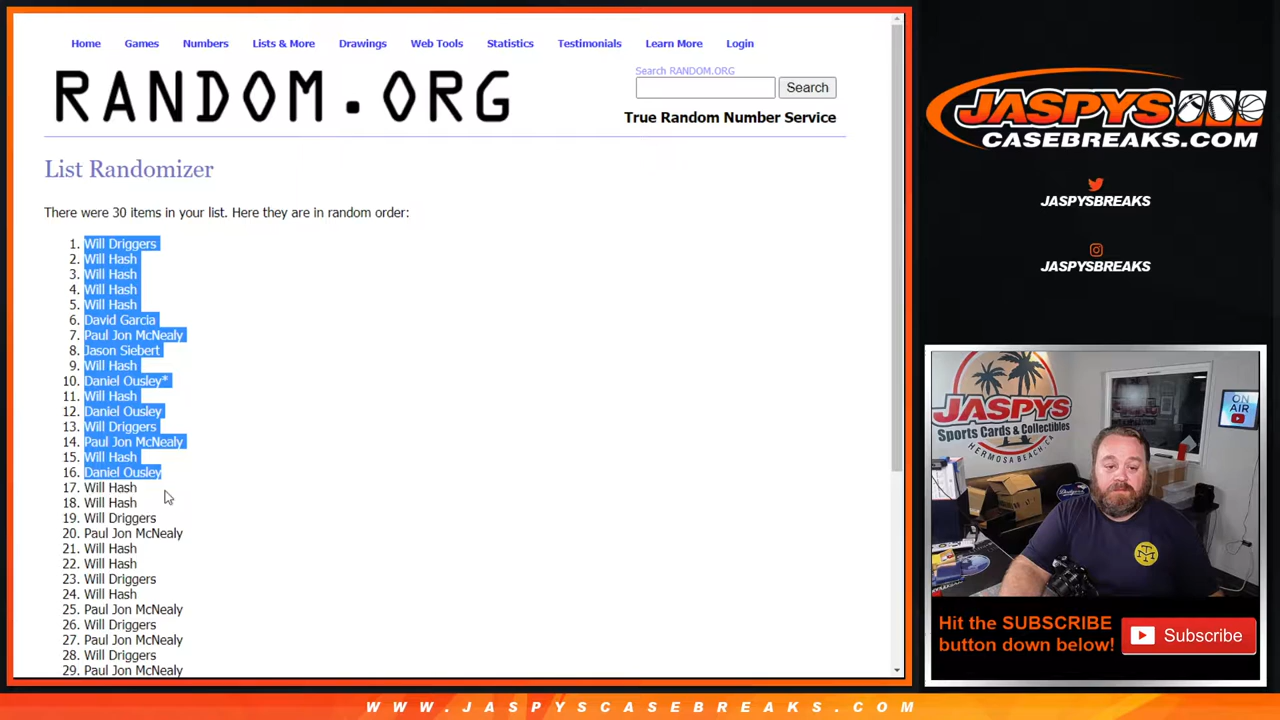 Home Games Numbers Lists & More Drawings Web Tools Statistics Testimonials Learn More Login
RANDOM.ORG
Search RANDOM.ORG
Search
True Random Number Service
List Randomizer
There were 30 items in your list. Here they are in random order:
1. Will Driggers
2. Will Hash
3. Will Hash
4. Will Hash
5. Will Hash
6. David Garcia
7. Paul Jon McNealy
8. Jason Siebert
9. Will Hash
10. Daniel Ousley*
11. Will Hash
12. Daniel Ousley
13. Will Driggers
14. Paul Jon McNealy
15. Will Hash
16. Daniel Ousley
17. Will Hash
18. Will Hash
19. Will Driggers
20. Paul Jon McNealy
21. Will Hash
22. Will Hash
23. Will Driggers
24. Will Hash
25. Paul Jon McNealy
26. Will Driggers
27. Paul Jon McNealy
28. Will Driggers
29. Paul Jon McNealy
JASPYS
CASEBREAKS.COM
JASPYSBREAKS
JASPYSBREAKS
JASPYS
Sports Cards & Collectibles
HERMOSA BEACH, CA
ON
AIR
Dodgers
Hit the SUBSCRIBE
button down below!
Subscribe
WWW.JASPYSCASEBREAKS.COM